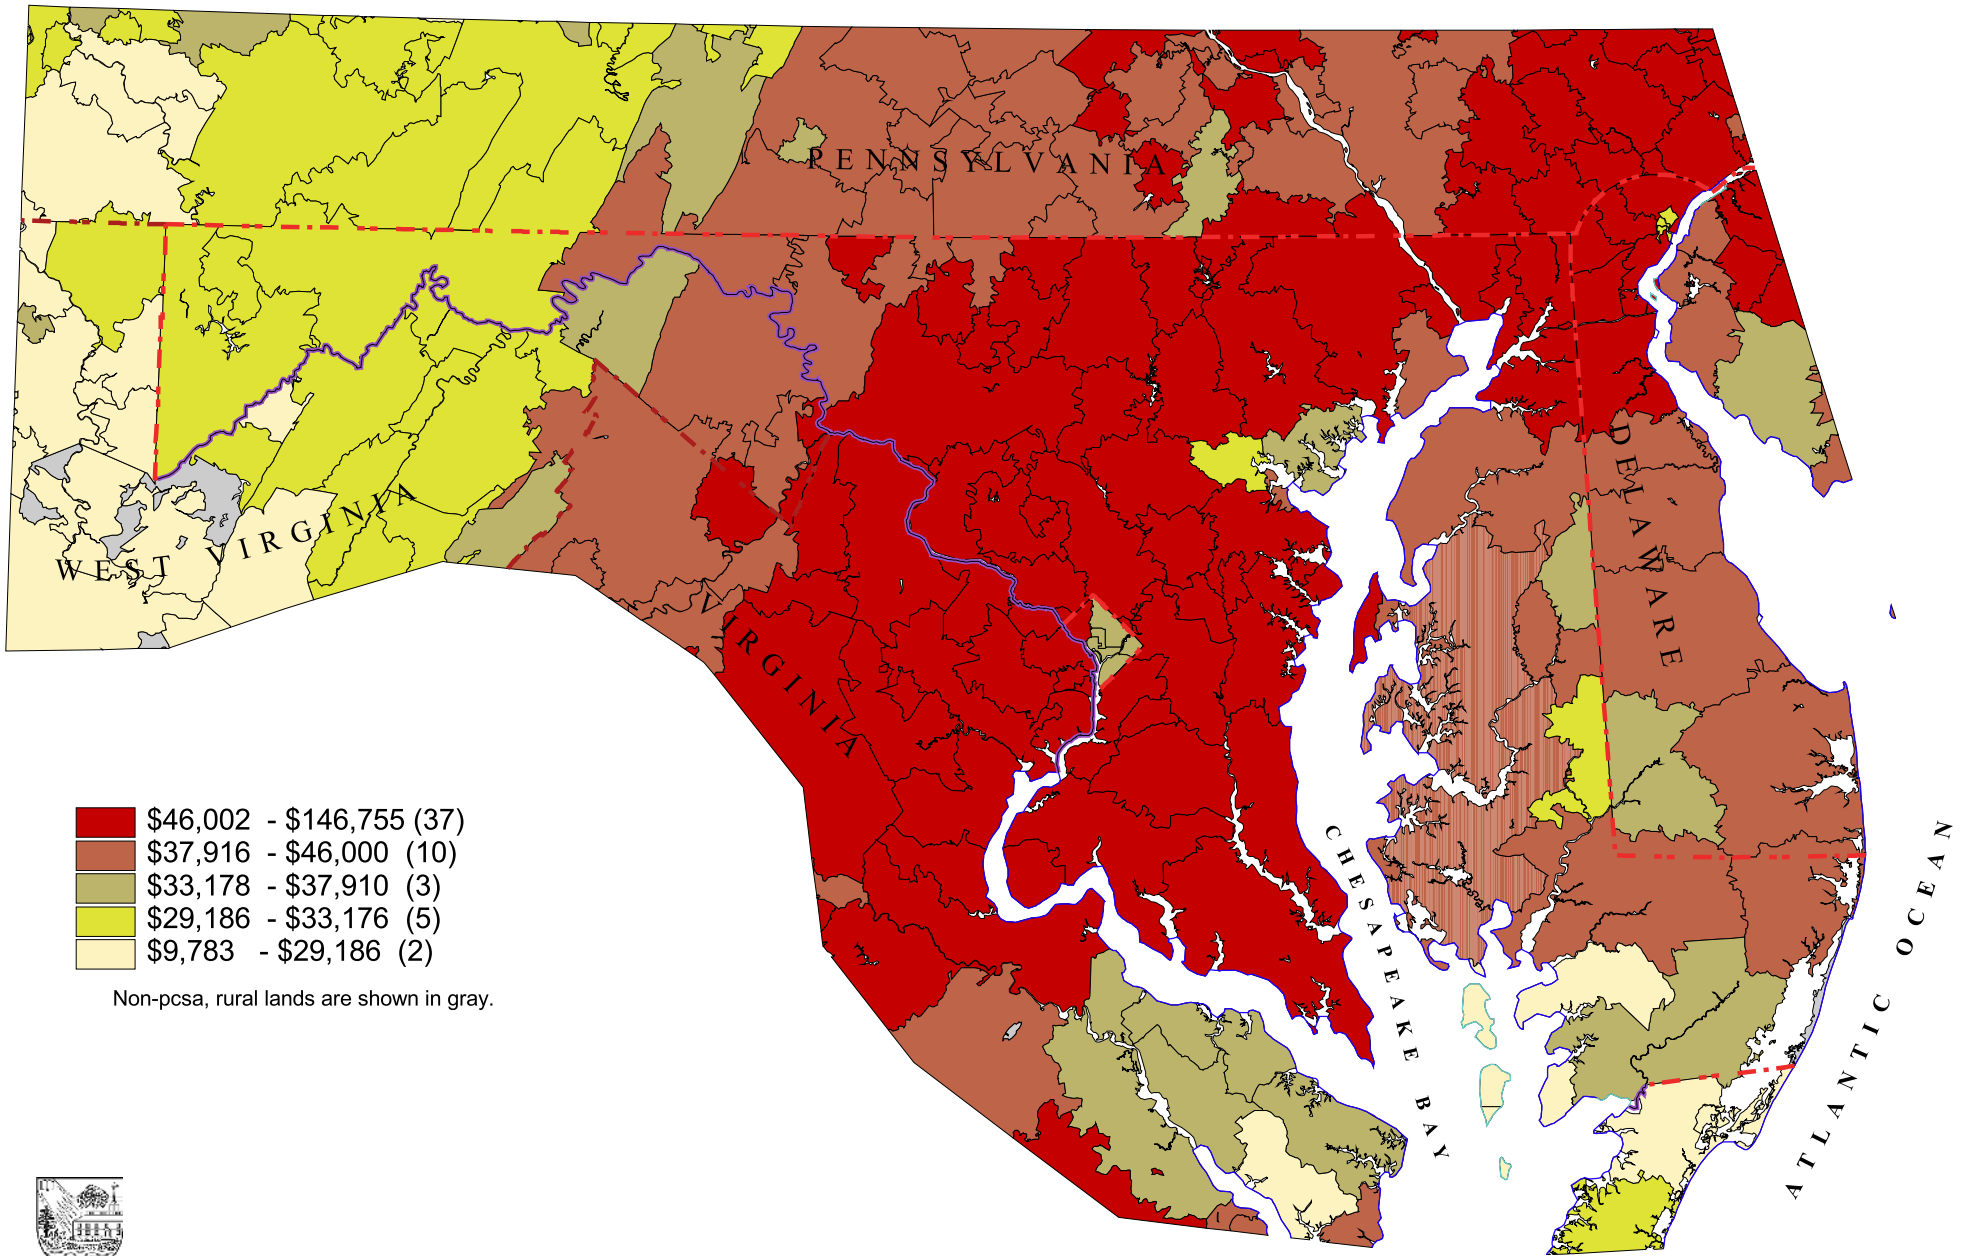 PENNSYLVANIA
WEST VIRGINIA
VIRGINIA
DELAWARE
$46,002 - $146,755 (37)
$37,916 - $46,000 (10)
$33,178 - $37,910 (3)
$29,186 - $33,176 (5)
$9,783 - $29,186 (2)
Non-pcsa, rural lands are shown in gray.
CHESAPEAKE BAY
ATLANTIC OCEAN